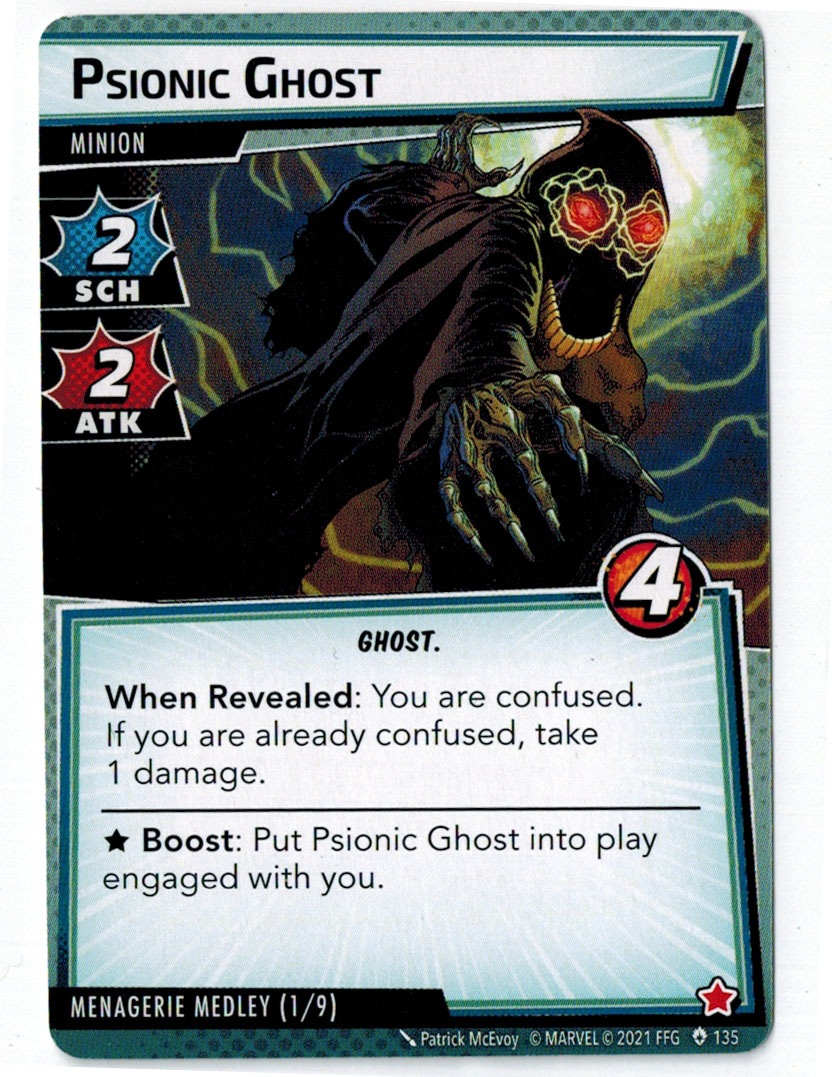 PSIONIC GHOST
MINION
2
SCH
2
ATK
4
GHOST.
When Revealed: You are confused.
If you are already confused, take
1 damage.
★ Boost: Put Psionic Ghost into play
engaged with you.
MENAGERIE MEDLEY (1/9)
Patrick McEvoy © MARVEL © 2021 FFG 135